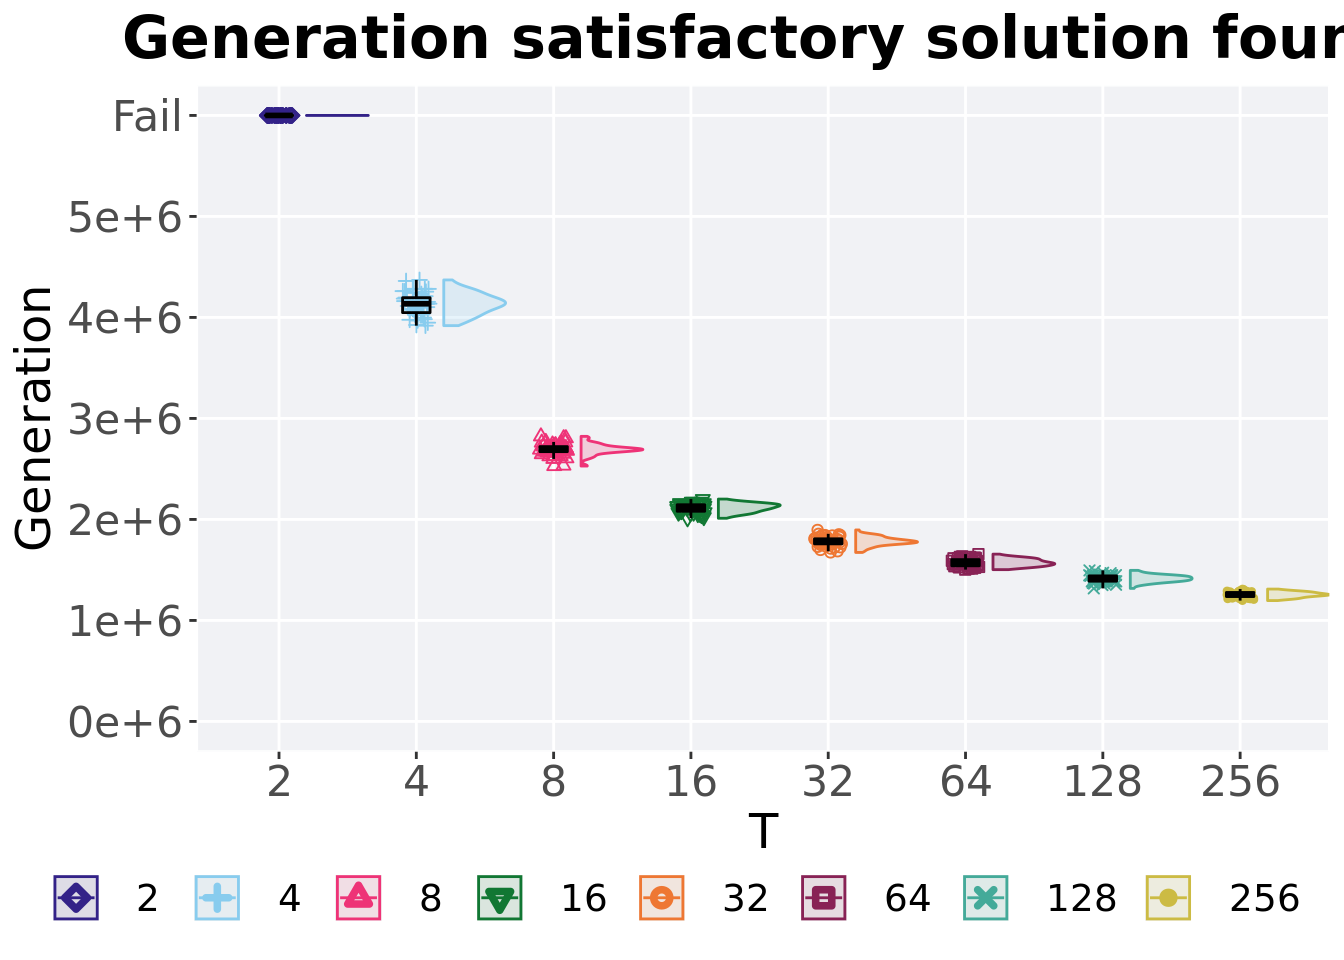 Generation satisfactory solution four
Fail
5e+6
4e+6
3e+6
2e+6
1e+6
0e+6
Generation
2 4 8 16 32 64 128 256
T
2 4 8 16 32 64 128 256